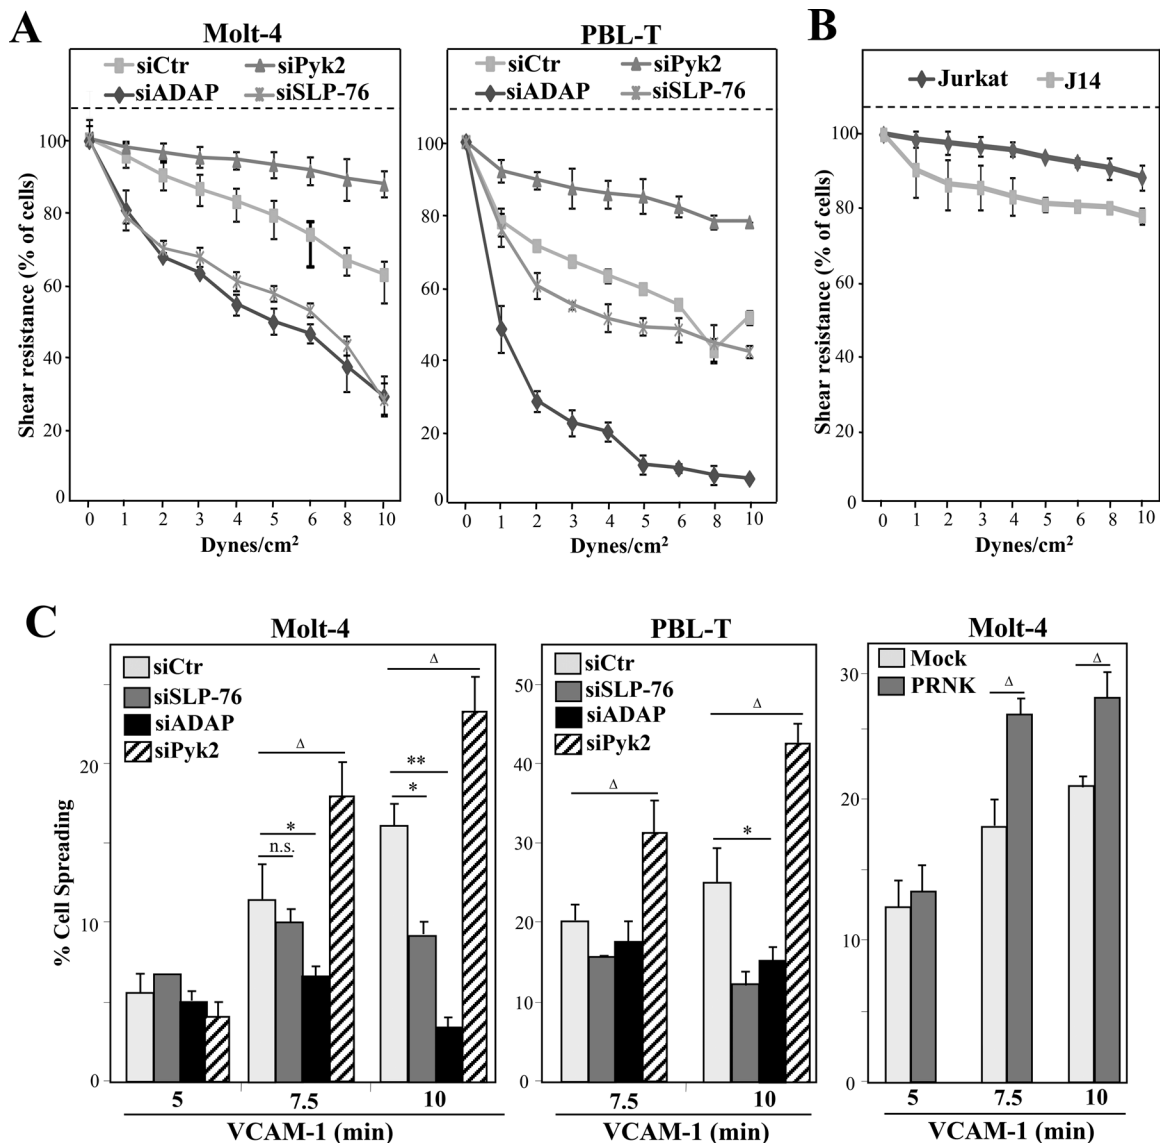 A
Molt-4
siCtr siPyk2
siADAP siSLP-76
Shear resistance (% of cells)
100
80
60
40
20
0
0 1 2 3 4 5 6 8 10
Dynes/cm²
PBL-T
siCtr siPyk2
siADAP siSLP-76
100
80
60
40
20
0
0 1 2 3 4 5 6 8 10
Dynes/cm²
B
Jurkat J14
Shear resistance (% of cells)
100
80
60
40
20
0
0 1 2 3 4 5 6 8 10
Dynes/cm²
C
Molt-4
siCtr
siSLP-76
siADAP
siPyk2
% Cell Spreading
20
10
0
n.s.
*
Δ
*
**
Δ
5 7.5 10
VCAM-1 (min)
PBL-T
siCtr
siSLP-76
siADAP
siPyk2
50
40
30
20
10
0
Δ
*
Δ
7.5 10
VCAM-1 (min)
Molt-4
Mock
PRNK
30
20
10
0
Δ
Δ
5 7.5 10
VCAM-1 (min)